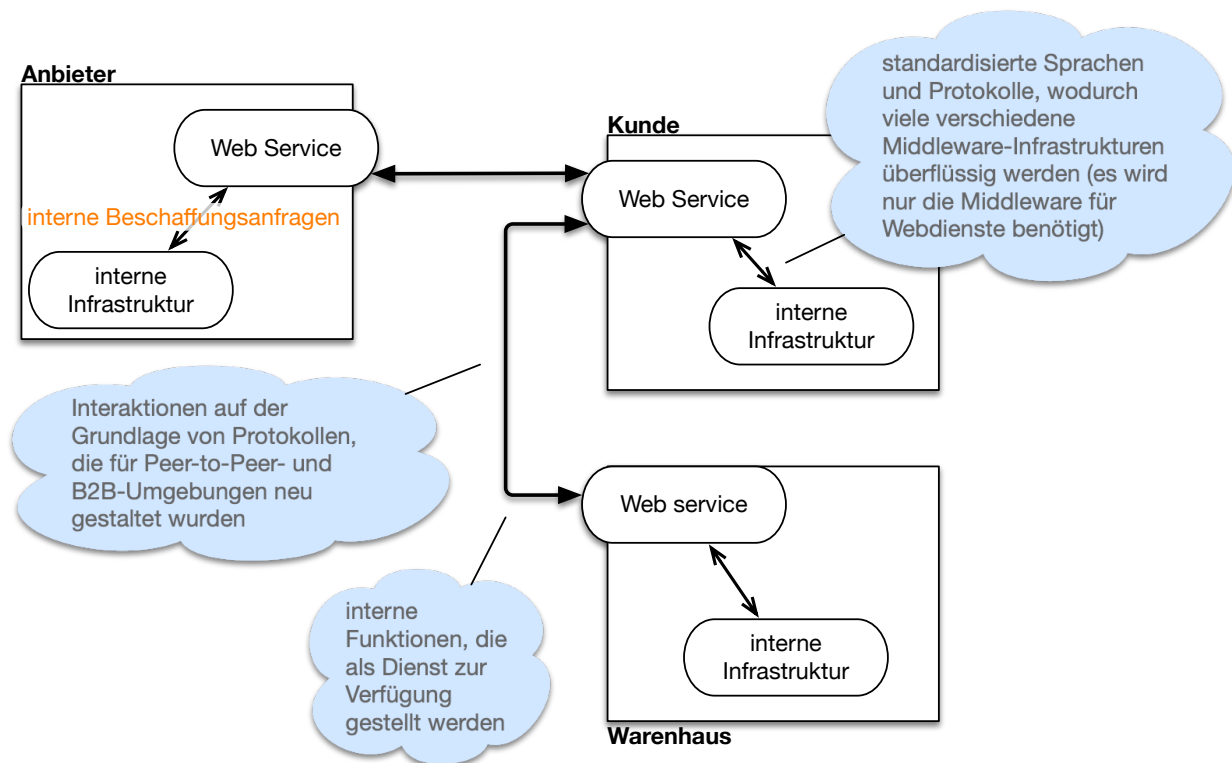 Anbieter
Web Service
interne Beschaffungsanfragen
interne
Infrastruktur
Kunde
Web Service
interne
Infrastruktur
standardisierte Sprachen
und Protokolle, wodurch
viele verschiedene
Middleware-Infrastrukturen
überflüssig werden (es wird
nur die Middleware für
Webdienste benötigt)
Interaktionen auf der
Grundlage von Protokollen,
die für Peer-to-Peer- und
B2B-Umgebungen neu
gestaltet wurden
Web service
interne
Infrastruktur
Warenhaus
interne
Funktionen, die
als Dienst zur
Verfügung
gestellt werden